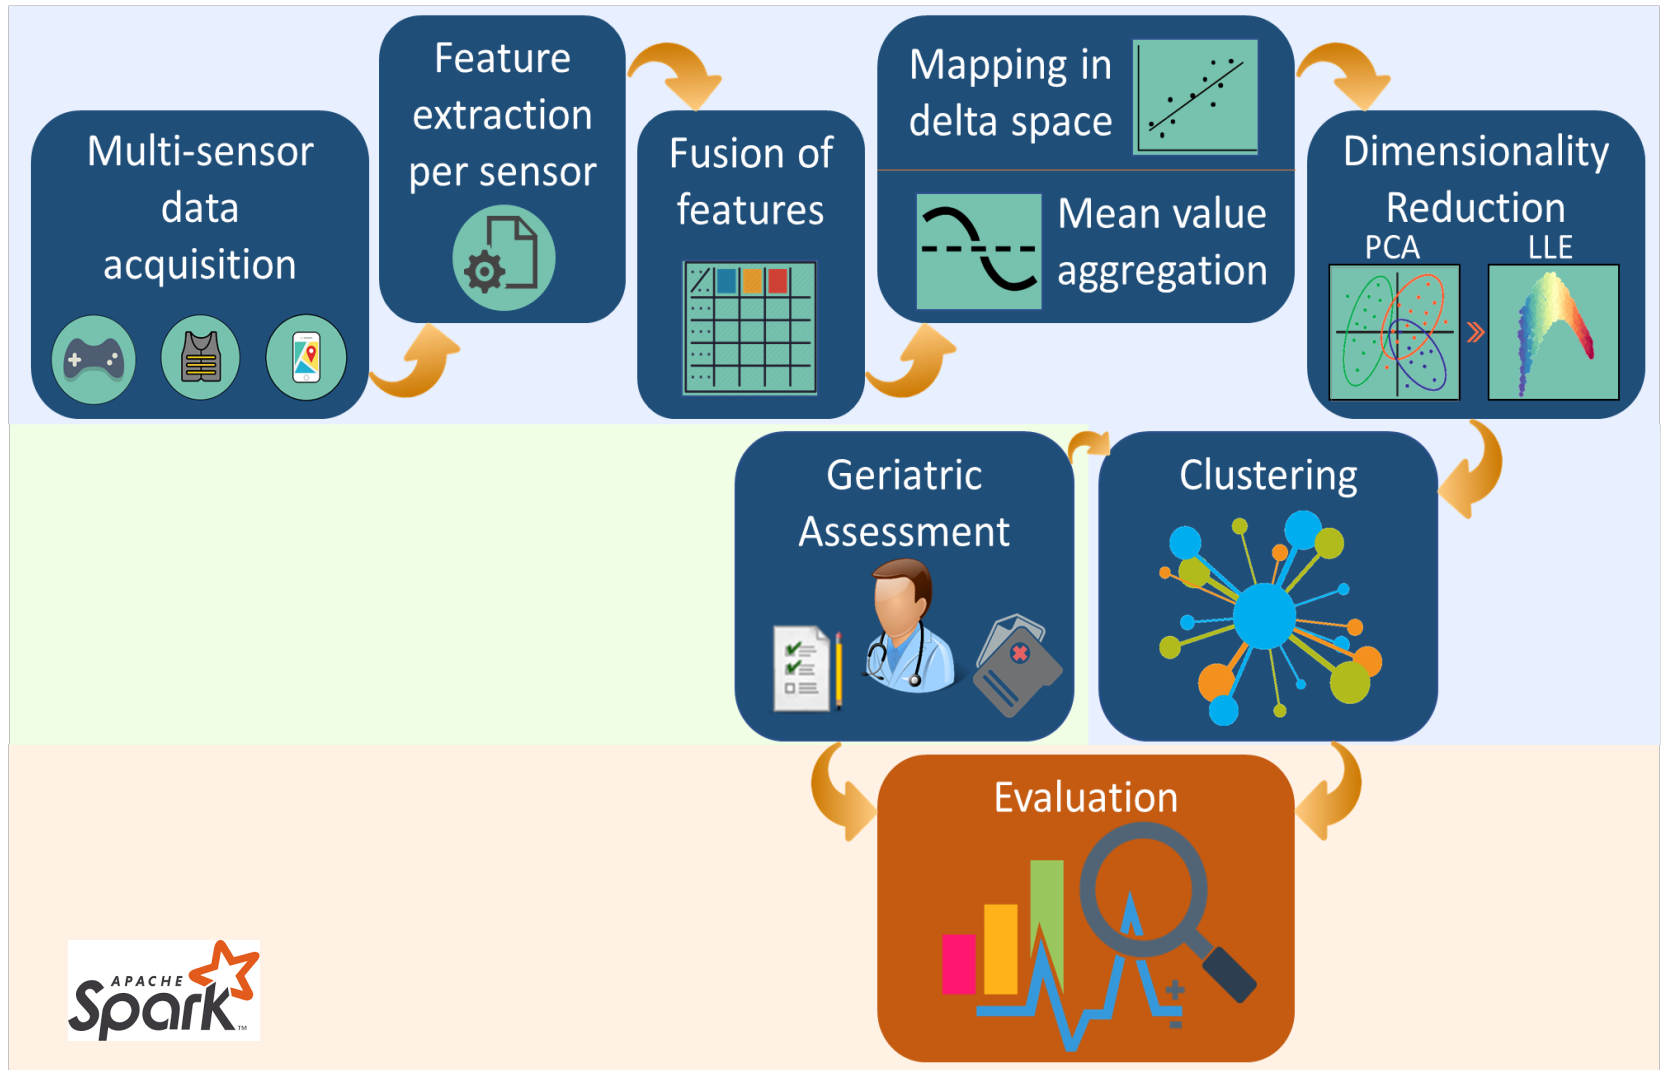 Multi-sensor
data
acquisition
Feature
extraction
per sensor
Fusion of
features
Mapping in
delta space
Mean value
aggregation
Dimensionality
Reduction
PCA
LLE
Geriatric
Assessment
Clustering
Evaluation
APACHE
Spark™